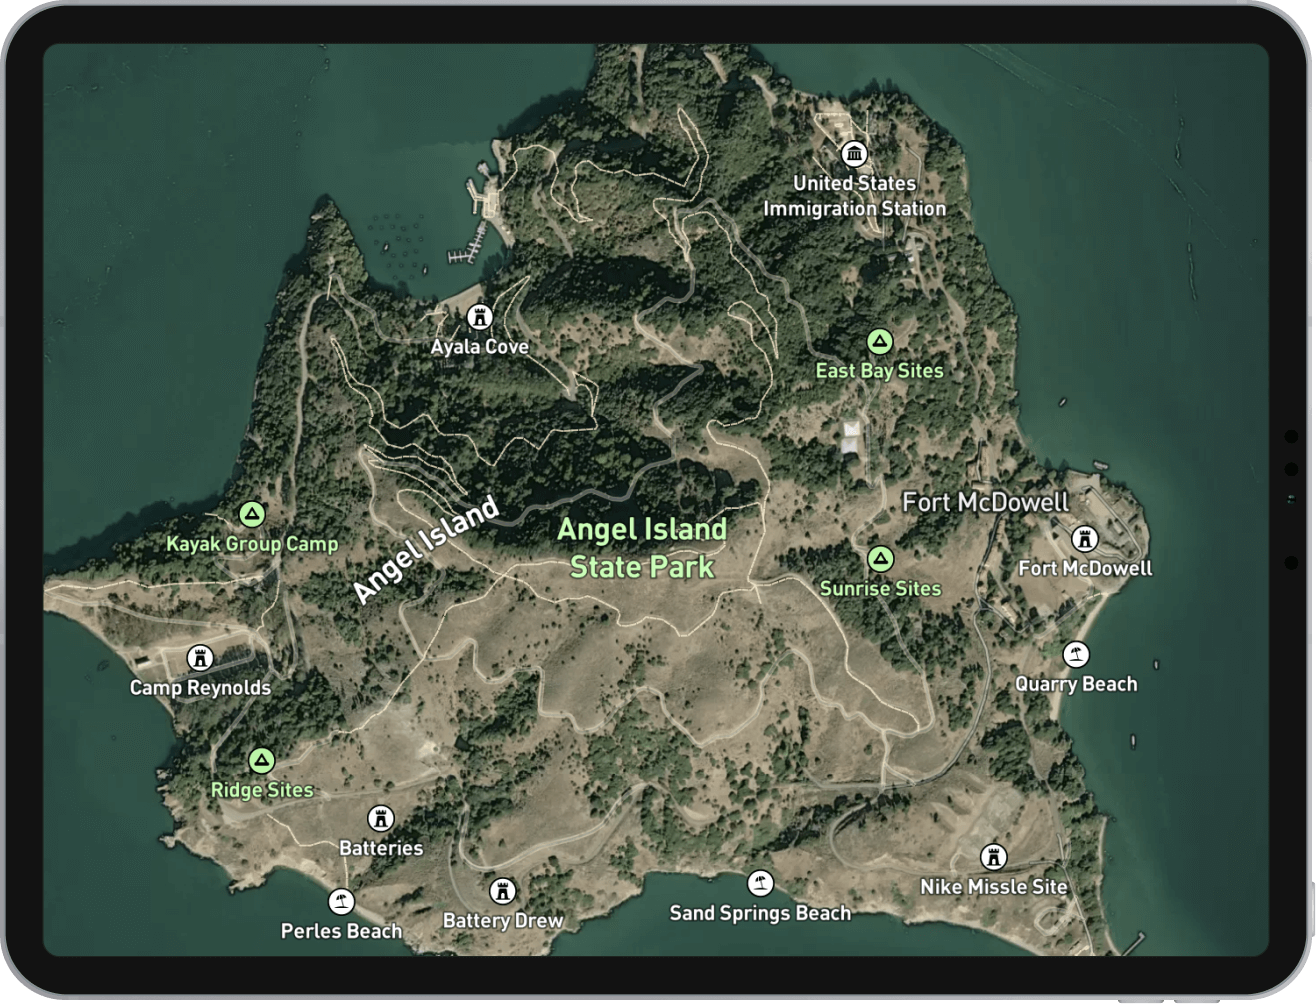 United States
Immigration Station
Ayala Cove
East Bay Sites
Fort McDowell
Angel Island
Angel Island
State Park
Kayak Group Camp
Fort McDowell
Sunrise Sites
Camp Reynolds
Quarry Beach
Ridge Sites
Batteries
Nike Missle Site
Sand Springs Beach
Battery Drew
Perles Beach